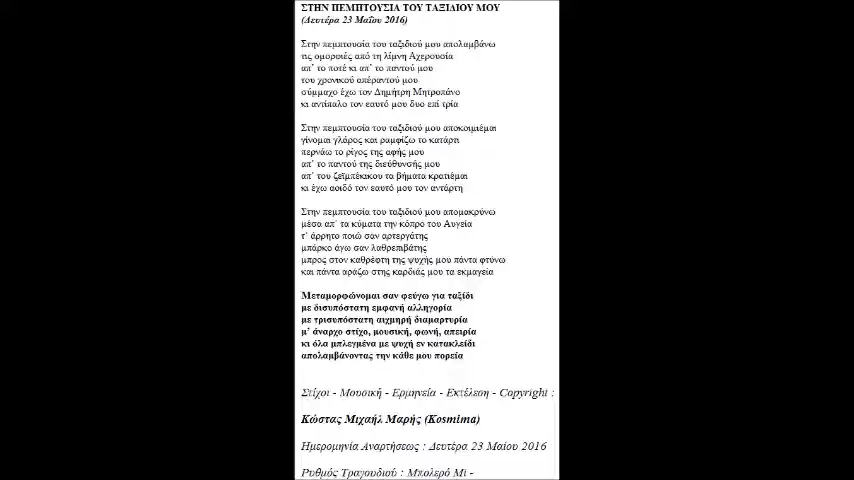 ΣΤΗΝ ΠΕΜΠΤΟΥΣΙΑ ΤΟΥ ΤΑΞΙΔΙΟΥ ΜΟΥ
(Δευτέρα 23 Μαΐου 2016)
Στην πεμπτουσία του ταξιδιού μου απολαμβάνω
τις ομορφιές από τη λίμνη Αχερουσία
απ' το ποτέ κι απ' το παντού μου
του χρονικού απέραντού μου
σύμμαχο έχω τον Δημήτρη Μητροπάνο
κι αντίπαλο τον εαυτό μου δυο επί τρία
Στην πεμπτουσία του ταξιδιού μου αποκοιμιέμαι
γίνομαι γλάρος και ραμφίζω το κατάρτι
περνάω το ρίγος της αφής μου
απ' το παντού της διεύθυνσής μου
απ' του ζεϊμπέκικου τα βήματα κρατιέμαι
κι έχω αοιδό τον εαυτό μου τον αντάρτη
Στην πεμπτουσία του ταξιδιού μου απομακρύνω
μέσα απ' τα κύματα την κόπρο του Αυγεία
τ' άρρητο ποιώ σαν αρτεργάτης
μπάρκο άγω σαν λαθρεπιβάτης
μπρος στον καθρέφτη της ψυχής μου πάντα φτύνω
και πάντα αράζω στης καρδιάς μου τα εκμαγεία
Μεταμορφώνομαι σαν φεύγω για ταξίδι
με δισυπόστατη εμφανή αλληγορία
με τρισυπόστατη αιχμηρή διαμαρτυρία
μ' άναρχο στίχο, μουσική, φωνή, απειρία
κι όλα μπλεγμένα με ψυχή εν κατακλείδι
απολαμβάνοντας την κάθε μου πορεία
Στίχοι - Μουσική - Ερμηνεία - Εκτέλεση - Copyright :
Κώστας Μιχαήλ Μαρής (Kosmima)
Ημερομηνία Αναρτήσεως : Δευτέρα 23 Μαΐου 2016
Ρυθμός Τραγουδιού : Μπολερό Μι -